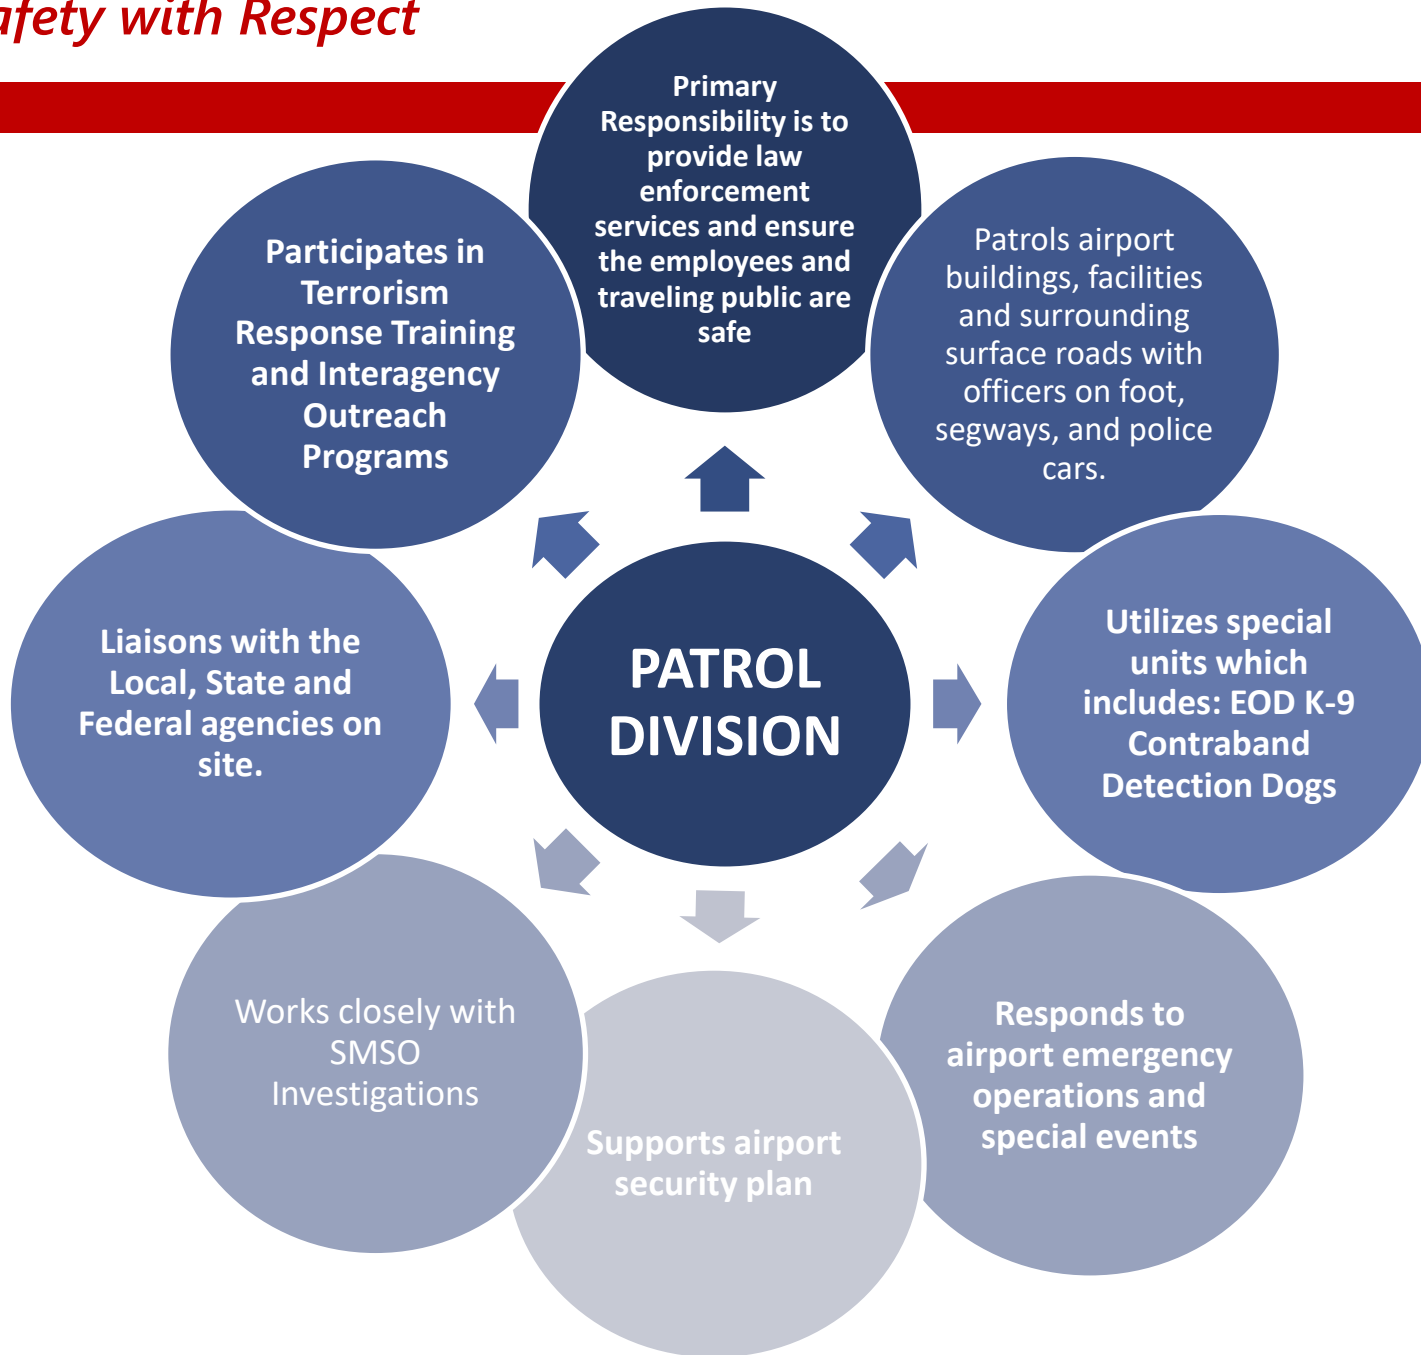 afety with Respect
Primary
Responsibility is to
provide law
enforcement
services and ensure
the employees and
traveling public are
safe
Patrols airport
buildings, facilities
and surrounding
surface roads with
officers on foot,
segways, and police
cars.
Utilizes special
units which
includes: EOD K-9
Contraband
Detection Dogs
Responds to
airport emergency
operations and
special events
Supports airport
security plan
Works closely with
SMSO
Investigations
Liaisons with the
Local, State and
Federal agencies on
site.
Participates in
Terrorism
Response Training
and Interagency
Outreach
Programs
PATROL
DIVISION